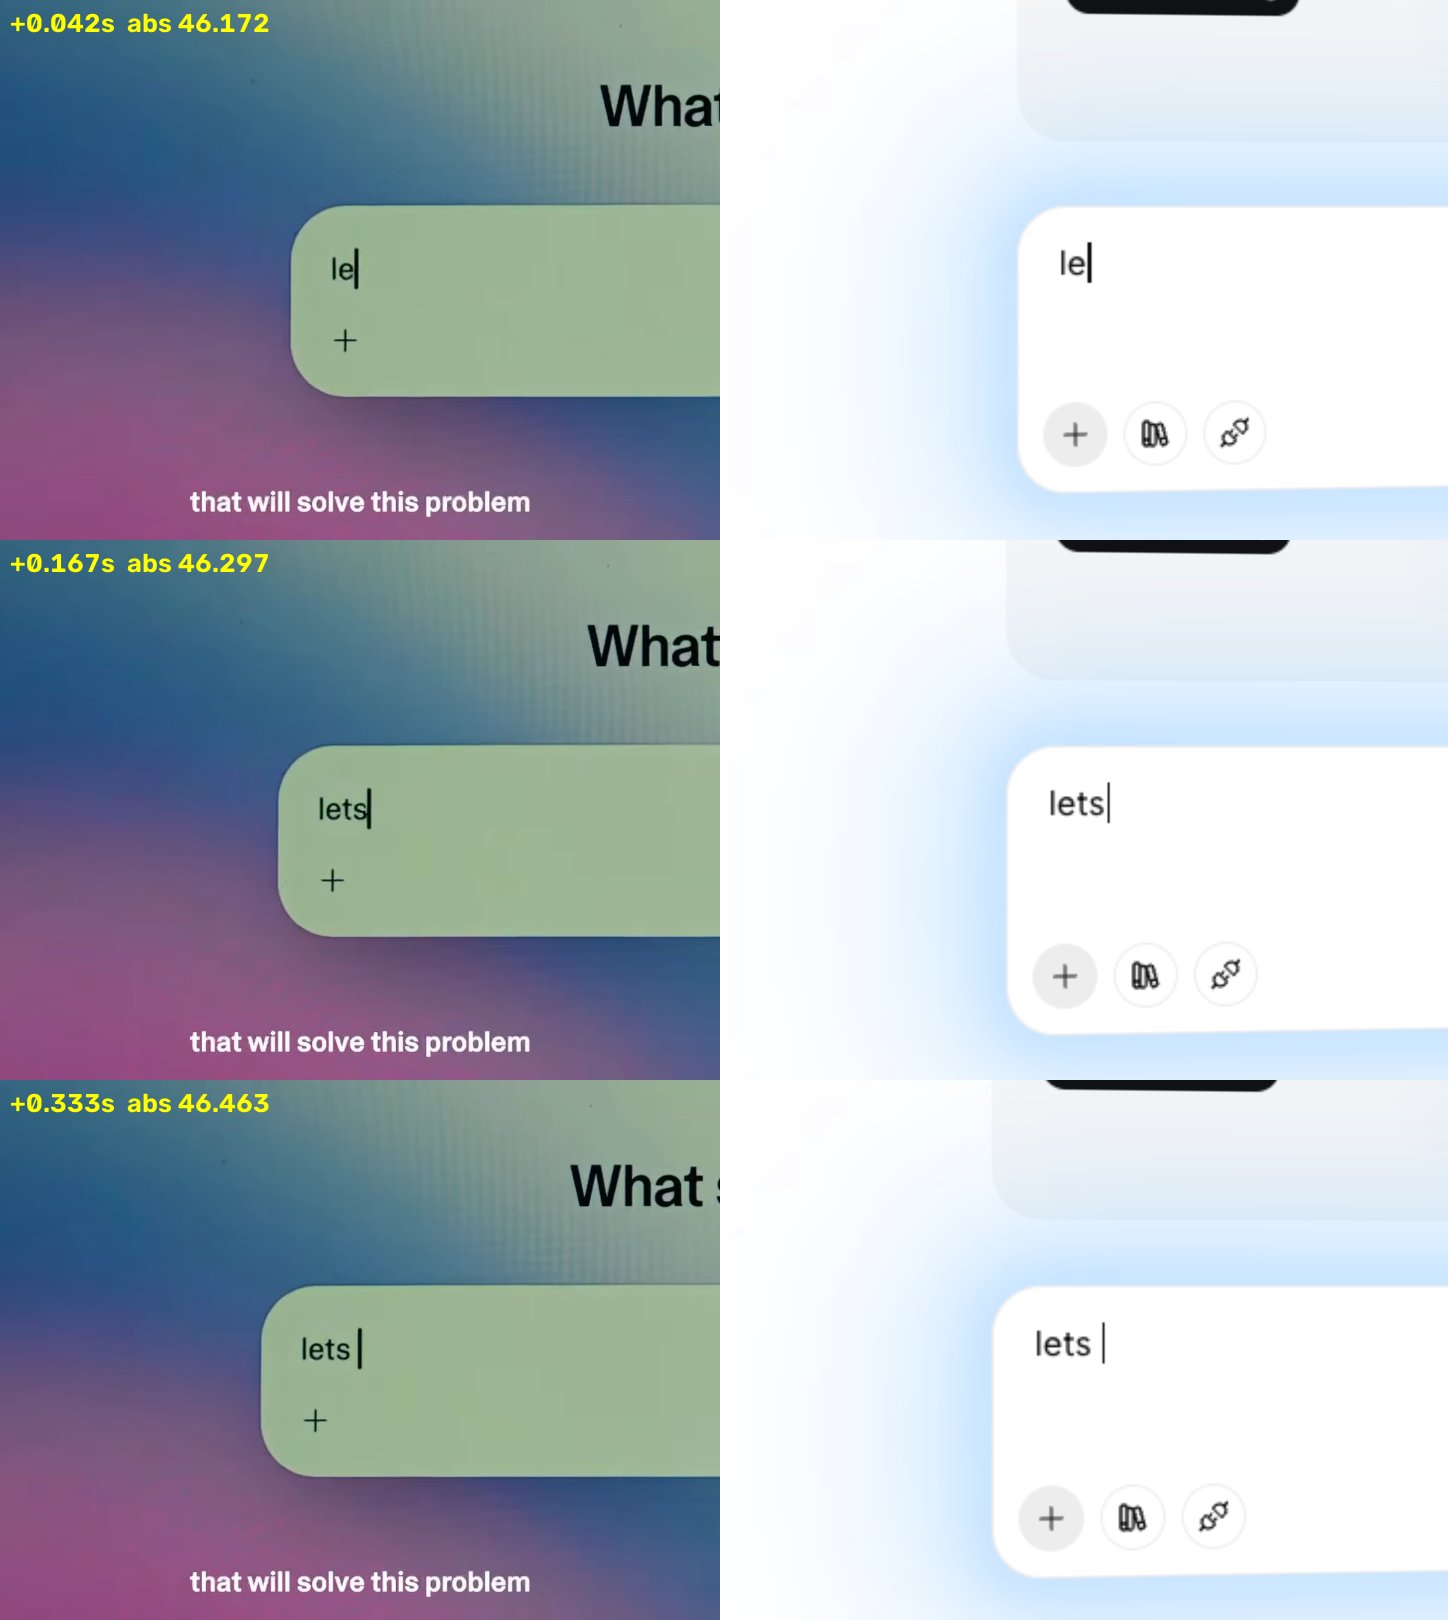 +0.042s abs 46.172
What
le
le
that will solve this problem
+0.167s abs 46.297
What
lets
lets
that will solve this problem
+0.333s abs 46.463
What
lets
lets
that will solve this problem